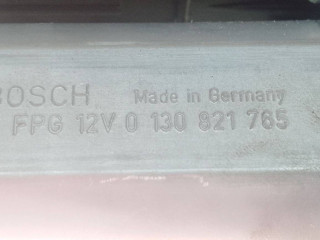 BOSCH Made in Germany
FPG 12V 0 130 821 765